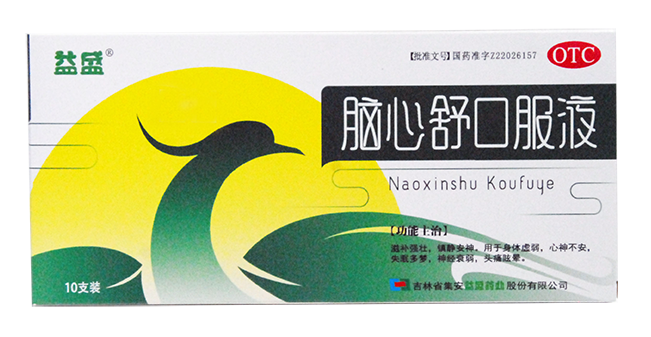 益盛®
【批准文号】国药准字Z22026157
OTC
脑心舒口服液
Naoxinshu Koufuye
【功能主治】
滋补强壮，镇静安神。用于身体虚弱，心神不安，
失眠多梦，神经衰弱，头痛眩晕。
10支装
吉林省集安益盛药业股份有限公司